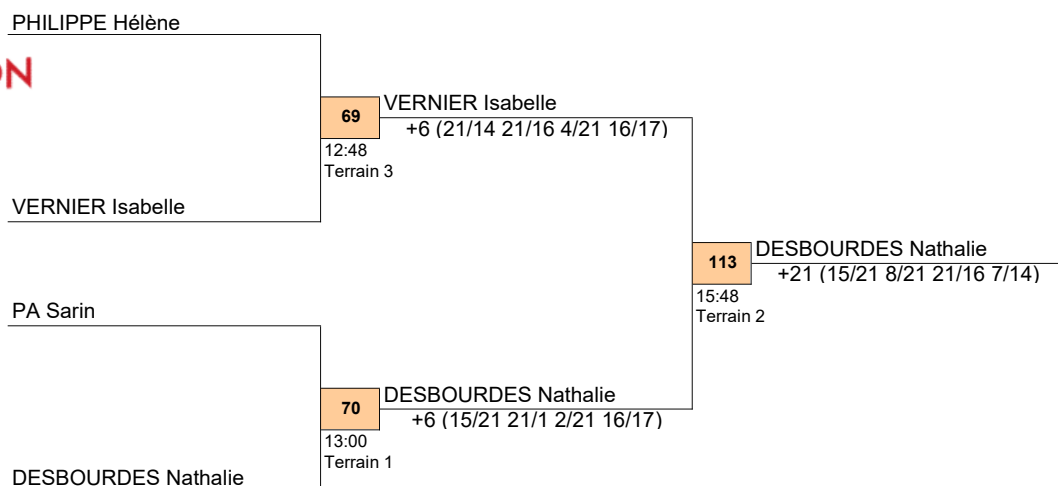 PHILIPPE Hélène
VERNIER Isabelle
69
+6 (21/14 21/16 4/21 16/17)
12:48
Terrain 3
VERNIER Isabelle
DESBOURDES Nathalie
113
+21 (15/21 8/21 21/16 7/14)
15:48
Terrain 2
PA Sarin
DESBOURDES Nathalie
70
+6 (15/21 21/1 2/21 16/17)
13:00
Terrain 1
DESBOURDES Nathalie